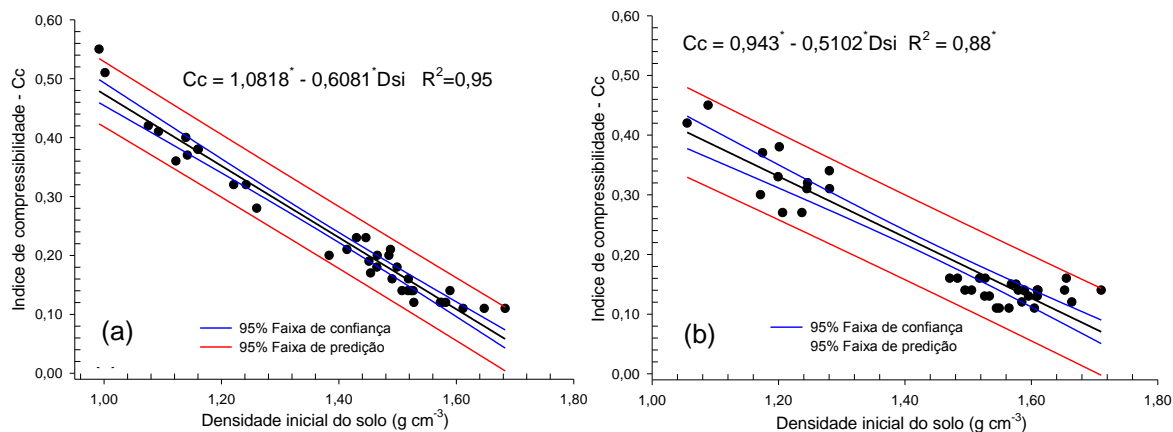 0,60
0,50
0,40
0,30
0,20
0,10
0,00
Indice de compressibilidade - Cc
Cc = 1,0818* - 0,6081*Dsi R²=0,95
(a)
95% Faixa de confiança
95% Faixa de predição
1,00 1,20 1,40 1,60 1,80
Densidade inicial do solo (g cm⁻³)
0,60
0,50
0,40
0,30
0,20
0,10
0,00
Indice de compressibilidade - Cc
Cc = 0,943* - 0,5102*Dsi R² = 0,88*
(b)
95% Faixa de confiança
95% Faixa de predição
1,00 1,20 1,40 1,60 1,80
Densidade inicial do solo (g cm⁻³)